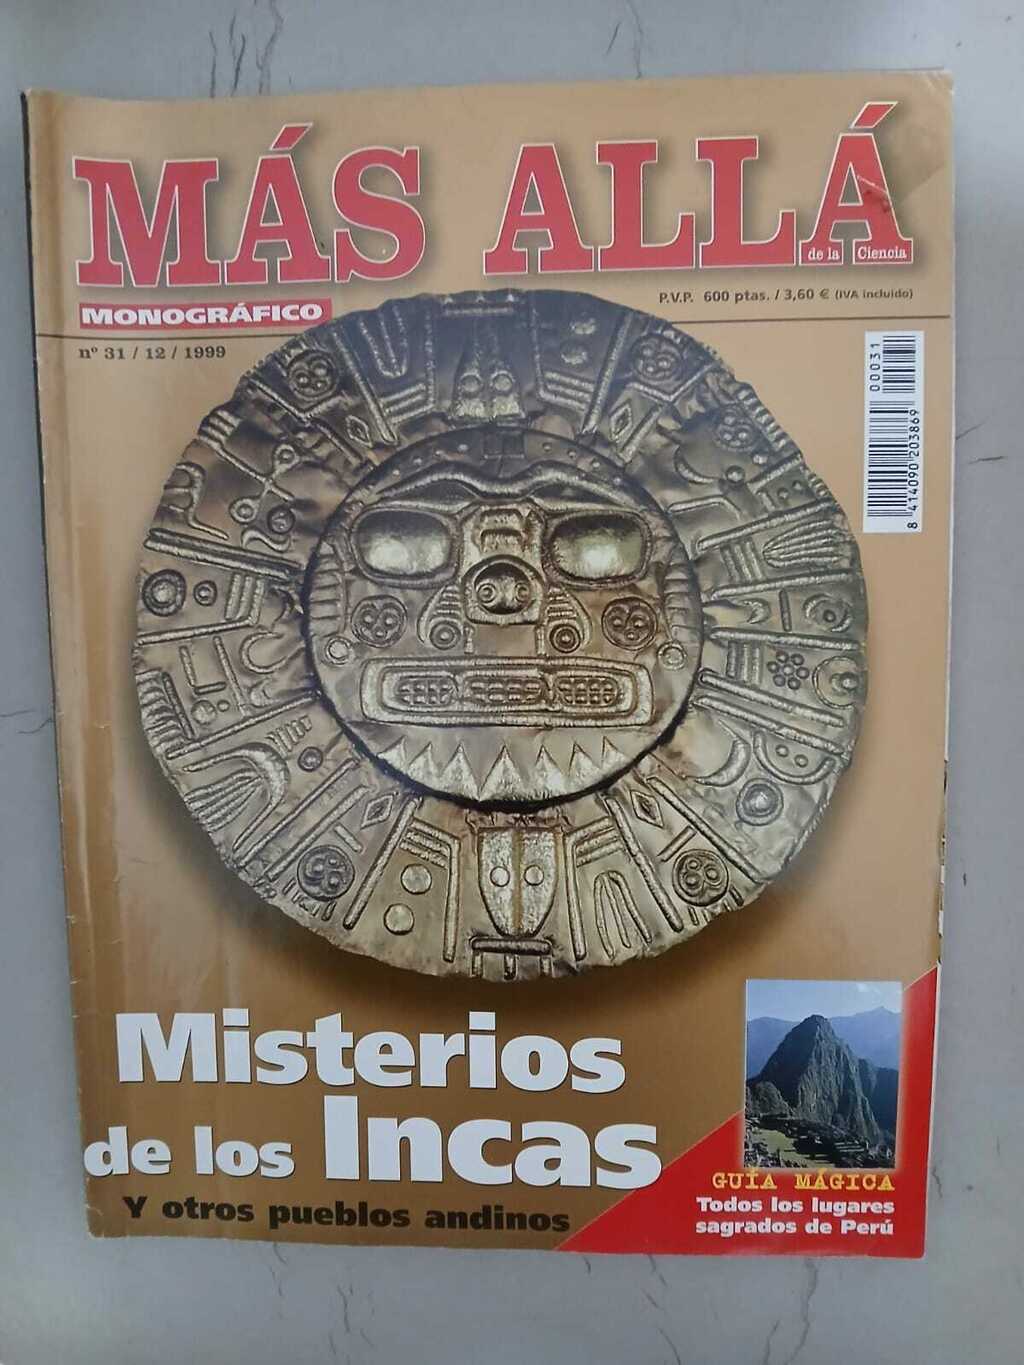 MÁS ALLÁ
de la Ciencia
MONOGRÁFICO
P.V.P. 600 ptas. / 3,60 € (IVA incluido)
nº 31 / 12 / 1999
00031
8 414090 203869
Misterios
de los Incas
Y otros pueblos andinos
GUÍA MÁGICA
Todos los lugares
sagrados de Perú